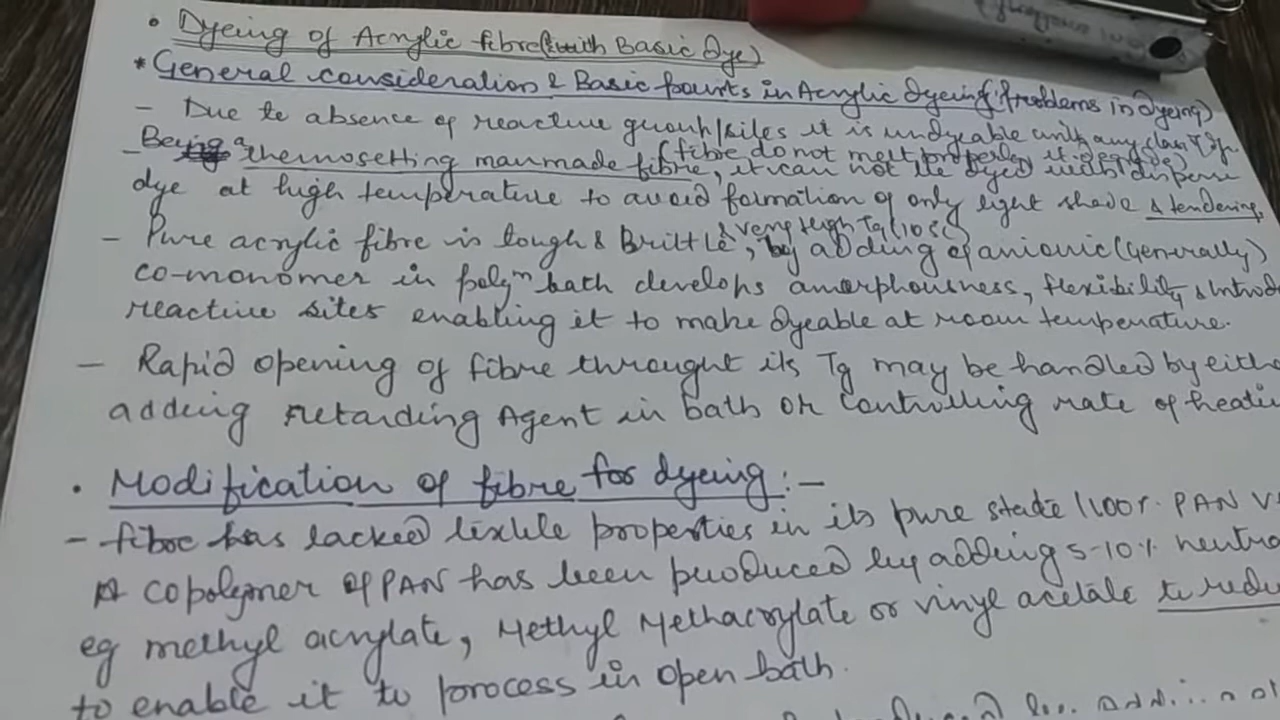 • Dyeing of Acrylic fibre (with Basic Dye)
* General consideration & Basic points in Acrylic Dyeing (Problems in dyeing)
- Due to absence of reactive group/sites it is undyeable with any class of dye
(fibre do not melt properly it degrade)
- Being a thermosetting manmade fibre, it can not be dyed with disperse
dye at high temperature to avoid formation of only light shade & tendering
& very high Tg (105c)
- Pure acrylic fibre is tough & Brittle, by adding of anionic (Generally)
co-monomer in polymn bath develops amorphousness, flexibility & Introd
reactive sites enabling it to make dyeable at room temperature.
- Rapid opening of fibre throught its Tg may be handled by eith
adding retarding Agent in bath or Controlling rate of heati
• Modification of fibre for dyeing :-
- fibre has lacked textile properties in its pure state 100% PAN
A copolymer of PAN has been produced by adding 5-10% neutra
eg methyl acrylate, Methyl Methacrylate or vinyl acetate to redu
to enable it to process in open bath.